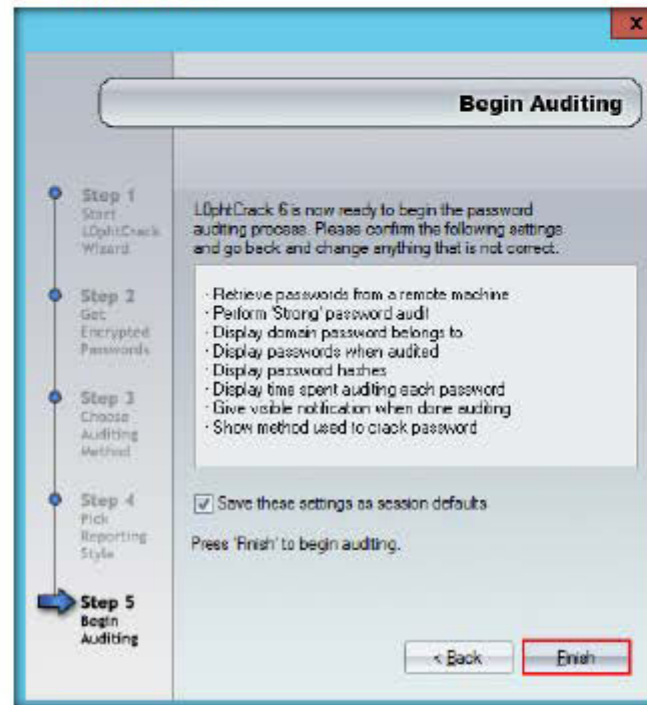 x
Begin Auditing
Step 1
Start
L0phtCrack
Wizard
Step 2
Get
Encrypted
Passwords
Step 3
Choose
Auditing
Method
Step 4
Pick
Reporting
Style
Step 5
Begin
Auditing
L0phtCrack 6 is now ready to begin the password
auditing process. Please confirm the following settings
and go back and change anything that is not correct.
· Retrieve passwords from a remote machine
· Perform 'Strong' password audit
· Display domain password belongs to
· Display passwords when audited
· Display password hashes
· Display time spent auditing each password
· Give visible notification when done auditing
· Show method used to crack password
Save these settings as session defaults
Press 'Finish' to begin auditing.
< Back
Finish